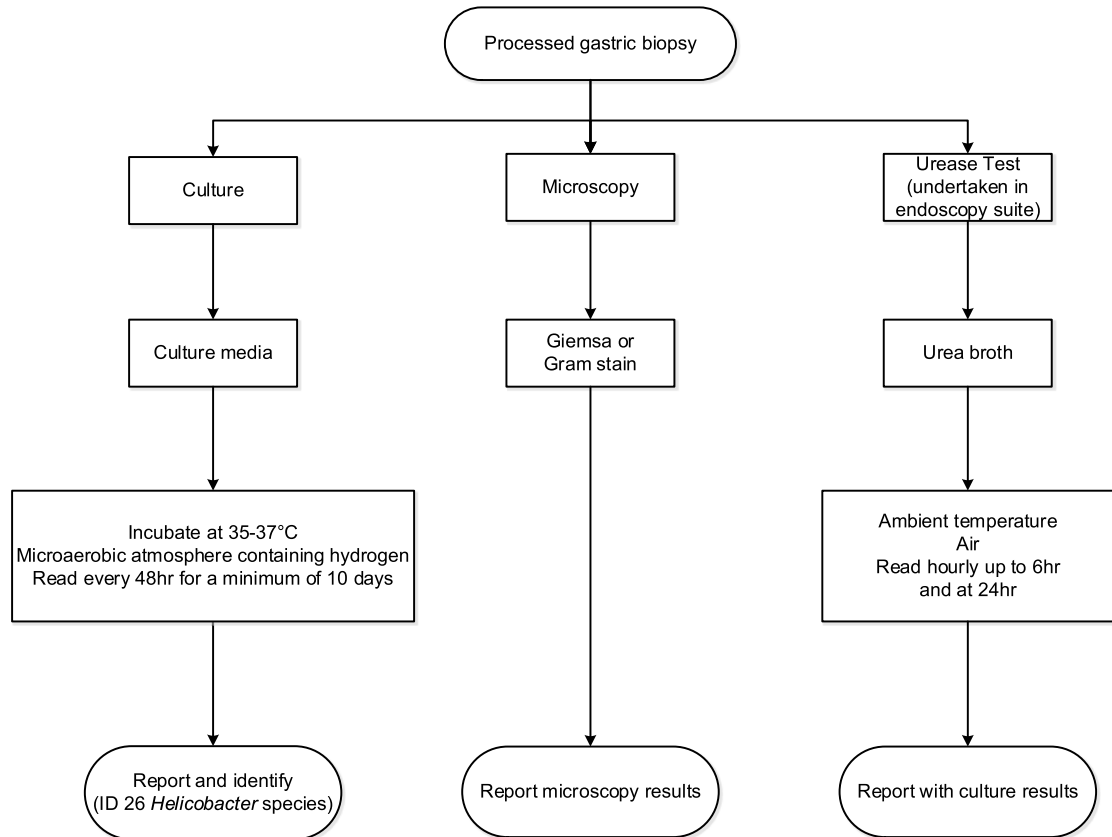 Processed gastric biopsy
Culture
Microscopy
Urease Test
(undertaken in
endoscopy suite)
Culture media
Giemsa or
Gram stain
Urea broth
Incubate at 35-37°C
Microaerobic atmosphere containing hydrogen
Read every 48hr for a minimum of 10 days
Ambient temperature
Air
Read hourly up to 6hr
and at 24hr
Report and identify
(ID 26 Helicobacter species)
Report microscopy results
Report with culture results